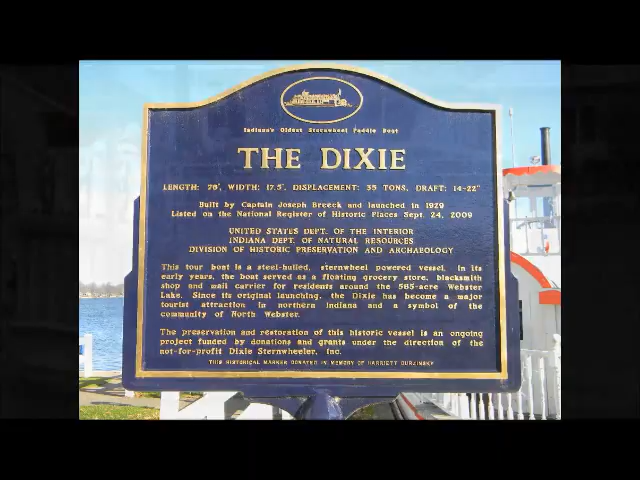 Indiana's Oldest Sternwheel Paddle Boat
THE DIXIE
LENGTH: 76', WIDTH: 17.5', DISPLACEMENT: 35 TONS, DRAFT: 14-22"
Built by Captain Joseph Breeck and launched in 1929
Listed on the National Register of Historic Places Sept. 24, 2009
UNITED STATES DEPT. OF THE INTERIOR
INDIANA DEPT. OF NATURAL RESOURCES
DIVISION OF HISTORIC PRESERVATION AND ARCHAEOLOGY
This tour boat is a steel-hulled, sternwheel powered vessel. In its
early years, the boat served as a floating grocery store, blacksmith
shop and mail carrier for residents around the 585-acre Webster
Lake. Since its original launching, the Dixie has become a major
tourist attraction in northern Indiana and a symbol of the
community of North Webster.
The preservation and restoration of this historic vessel is an ongoing
project funded by donations and grants under the direction of the
not-for-profit Dixie Sternwheeler, Inc.
THIS HISTORICAL MARKER DONATED IN MEMORY OF HARRIETT DURZINSKY